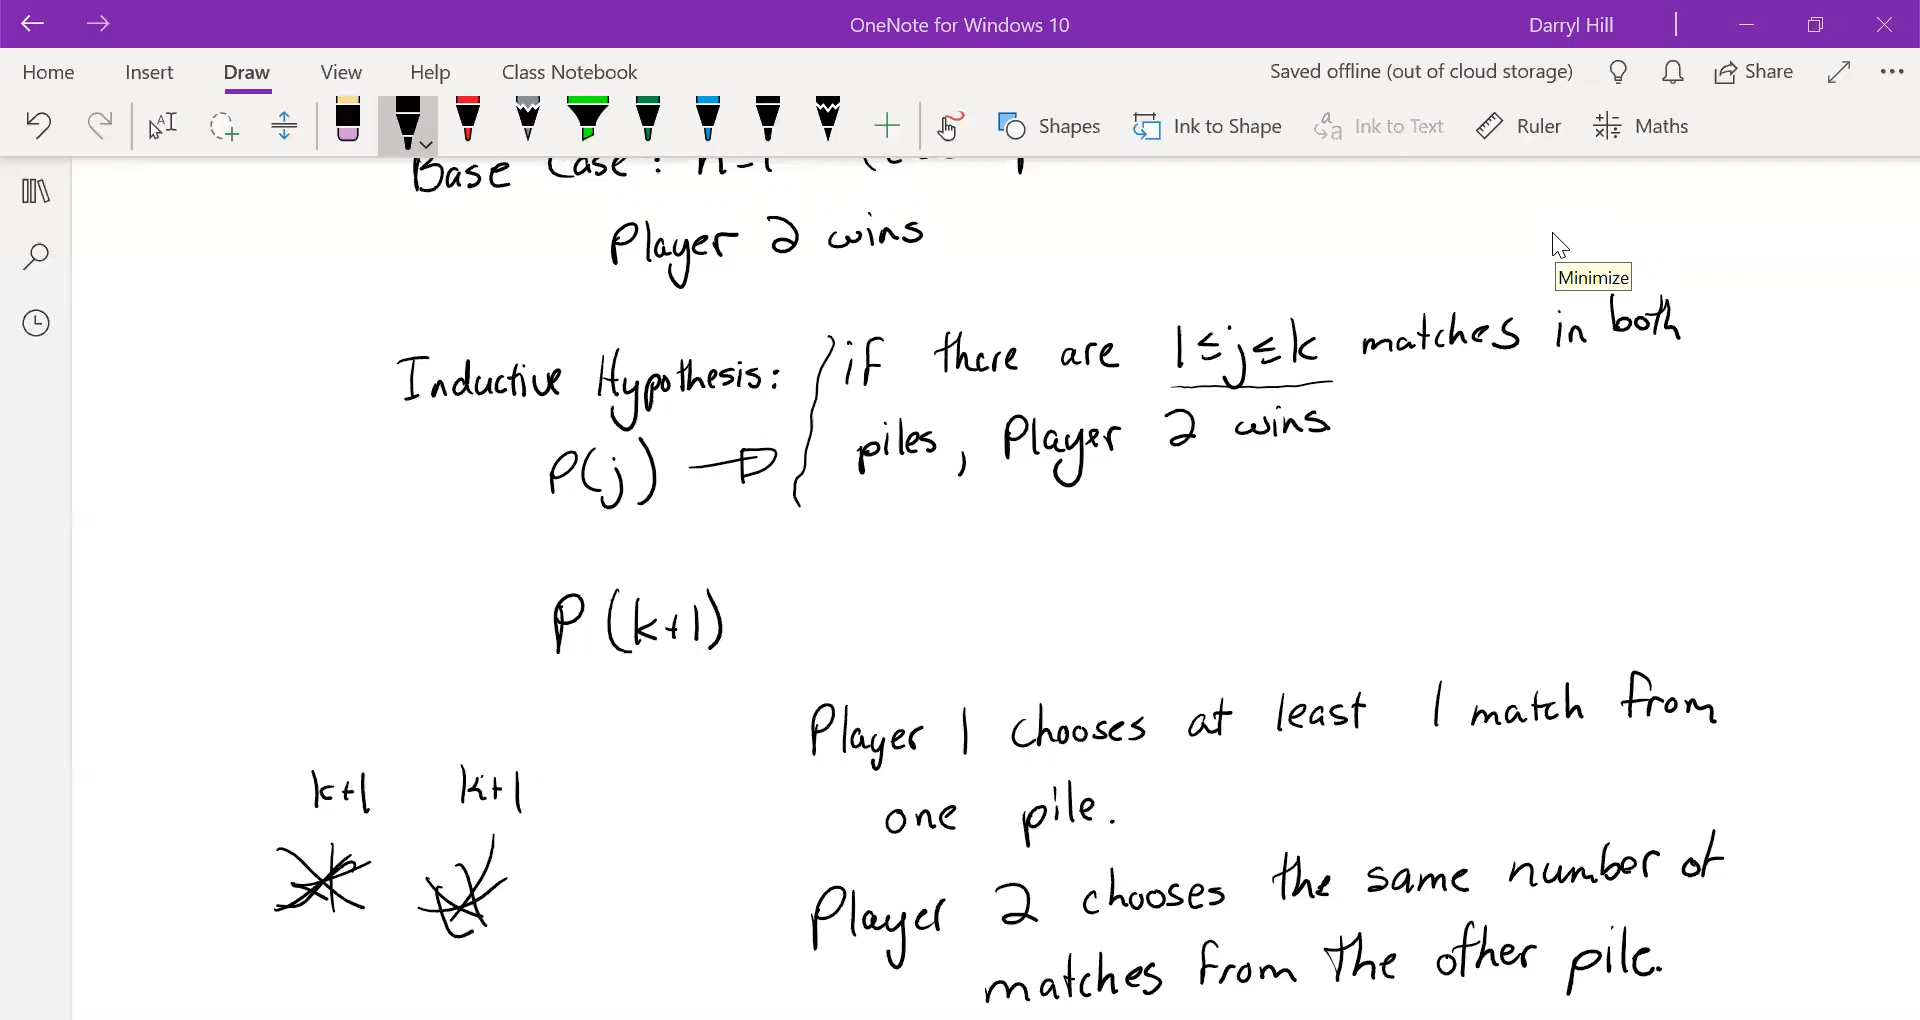 OneNote for Windows 10
Darryl Hill
Home Insert Draw View Help Class Notebook
Saved offline (out of cloud storage) Share
Shapes Ink to Shape Ink to Text Ruler Maths
Base Case: n=1
Player 2 wins
Minimize
Inductive Hypothesis: if there are 1≤j≤k matches in both
P(j) → piles, Player 2 wins
P(k+1)
Player 1 chooses at least 1 match from
k+1 k+1
one pile.
Player 2 chooses the same number of
matches from the other pile.